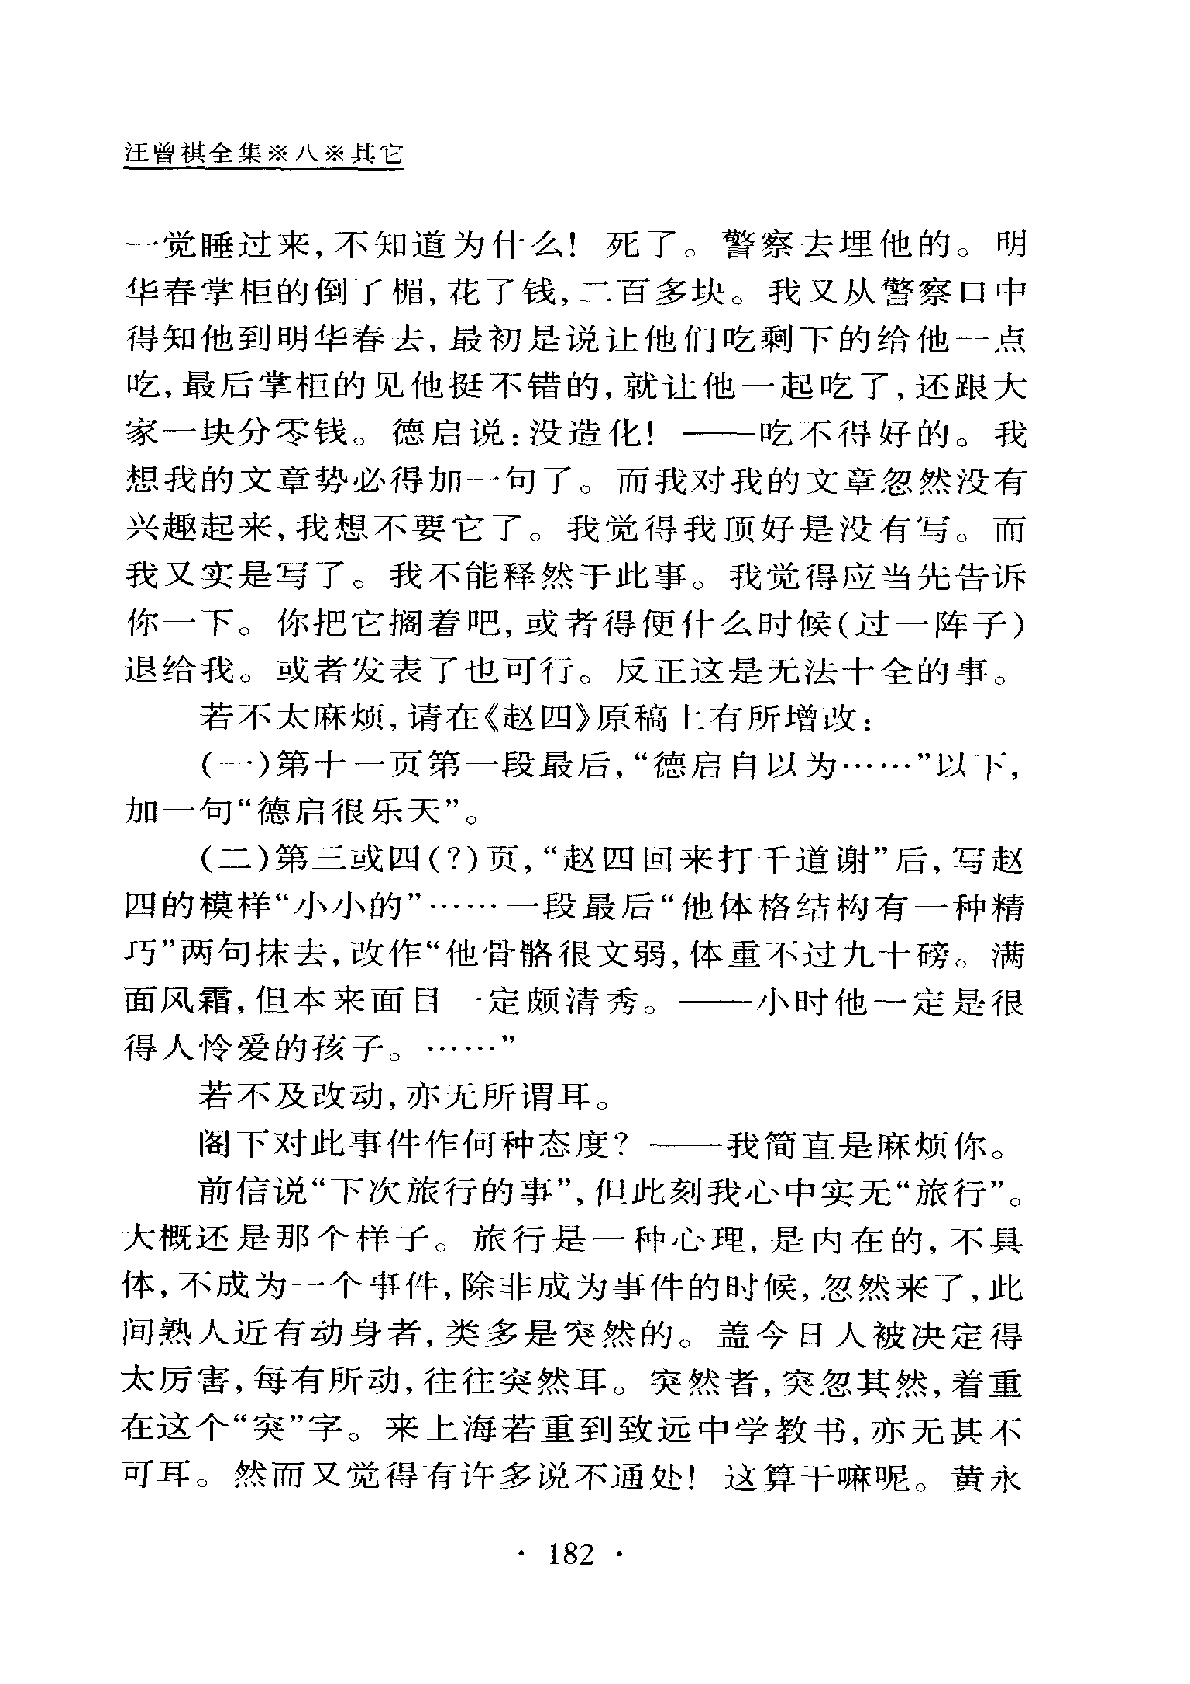 汪曾祺全集※八※其它
一觉睡过来,不知道为什么!死了。警察去埋他的。明
华春掌柜的倒了楣,花了钱,二百多块。我又从警察口中
得知他到明华春去,最初是说让他们吃剩下的给他一点
吃,最后掌柜的见他挺不错的,就让他一起吃了,还跟大
家一块分零钱。德启说:没造化!——吃不得好的。我
想我的文章势必得加一句了。而我对我的文章忽然没有
兴趣起来,我想不要它了。我觉得我顶好是没有写。而
我又实是写了。我不能释然于此事。我觉得应当先告诉
你一下。你把它搁着吧,或者得便什么时候(过一阵子)
退给我。或者发表了也可行。反正这是无法十全的事。
若不太麻烦,请在《赵四》原稿上有所增改:
(一)第十一页第一段最后,“德启自以为……”以下,
加一句“德启很乐天”。
(二)第三或四(?)页,“赵四回来打千道谢”后,写赵
四的模样“小小的”……一段最后“他体格结构有一种精
巧”两句抹去,改作“他骨骼很文弱,体重不过九十磅。满
面风霜,但本来面目一定颇清秀。——小时他一定是很
得人怜爱的孩子。……”
若不及改动,亦无所谓耳。
阁下对此事件作何种态度?——我简直是麻烦你。
前信说“下次旅行的事”,但此刻我心中实无“旅行”。
大概还是那个样子。旅行是一种心理,是内在的,不具
体,不成为一个事件,除非成为事件的时候,忽然来了,此
间熟人近有动身者,类多是突然的。盖今日人被决定得
太厉害,每有所动,往往突然耳。突然者,突忽其然,着重
在这个“突”字。来上海若重到致远中学教书,亦无甚不
可耳。然而又觉得有许多说不通处!这算干嘛呢。黄永
·182·